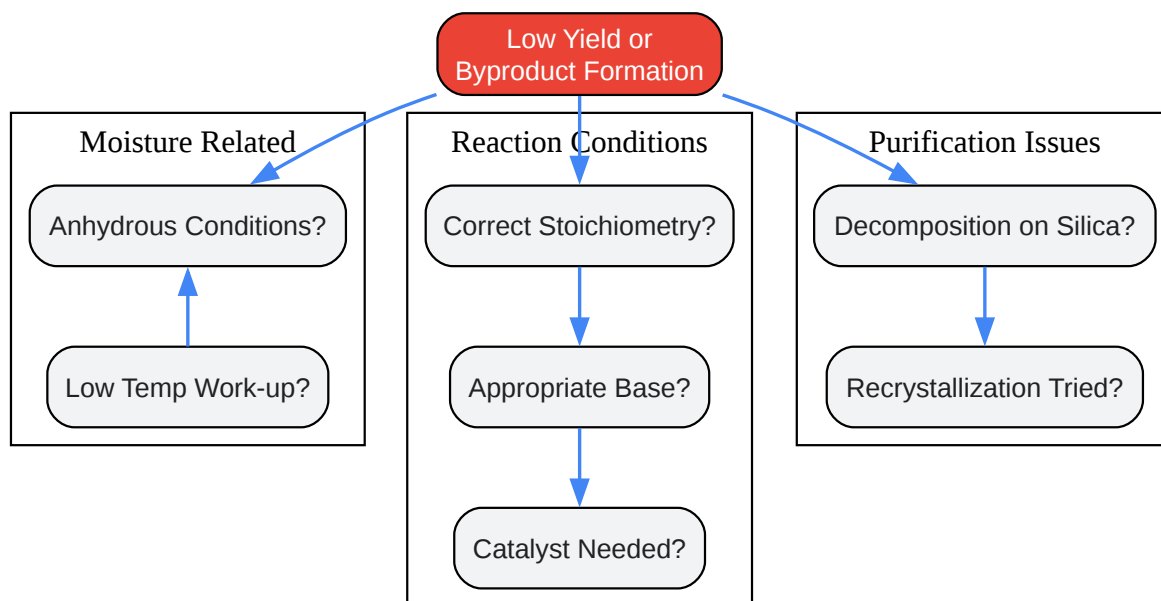 Low Yield or
Byproduct Formation
Moisture Related
Anhydrous Conditions?
Low Temp Work-up?
Reaction Conditions
Correct Stoichiometry?
Appropriate Base?
Catalyst Needed?
Purification Issues
Decomposition on Silica?
Recrystallization Tried?